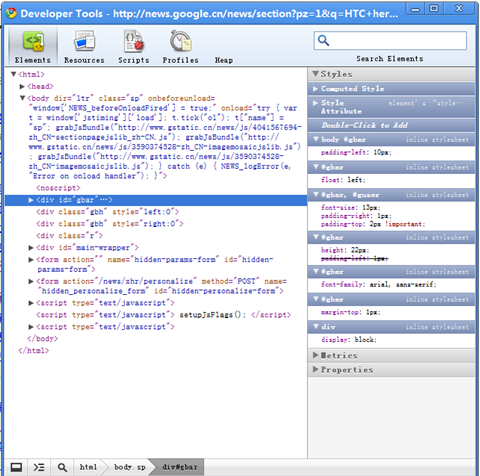 Developer Tools - http://news.google.cn/news/section?pz=1&q=HTC+her...
Elements
Resources
Scripts
Profiles
Heap
Search Elements
<html>
<head>
<body dir="ltr" class="sp" onbeforeunload=
"window['NEWS_beforeOnloadFired'] = true;" onload="try { var
t = window['jstiming']['load']; t.tick("ol"); t["name"] =
"sp"; grabJsBundle("http://www.gstatic.cn/news/js/4041567694-
zh_CN-sectionpagejslib_zh-CN.js"); grabJsBundle("http://
www.gstatic.cn/news/js/3590374528-zh_CN-imagemosaicjslib.js"
); grabJsBundle("http://www.gstatic.cn/news/js/3590374528-
zh_CN-imagemosaicjslib.js"); } catch (e) { NEWS_logError(e,
"Error on onload handler"); }">
<noscript>
<div id="gbar"…
<div class="gbh" style="left:0">
<div class="gbh" style="right:0">
<div class="r">
<div id="main-wrapper">
<form action="" name="hidden-params-form" id="hidden-
params-form">
<form action="/news/xhr/personalize" method="POST" name=
"hidden_personalize_form" id="hidden-personalize-form">
<script type="text/javascript">
<script type="text/javascript"> setupJsFlags(); </script>
<script type="text/javascript">
</body>
</html>
Styles
Computed Style
Style element's "style…
Attribute
Double-Click to Add
body #gbar inline stylesheet
padding-left: 10px;
#gbar inline stylesheet
float: left;
#gbar, #guser inline stylesheet
font-size: 13px;
padding-right: 1px;
padding-top: 2px !important;
#gbar inline stylesheet
height: 22px;
padding-left: 1px;
#gbar inline stylesheet
font-family: arial, sans-serif;
#gbar inline stylesheet
margin-top: 1px;
div inline stylesheet
display: block;
Metrics
Properties
html body.sp div#gbar